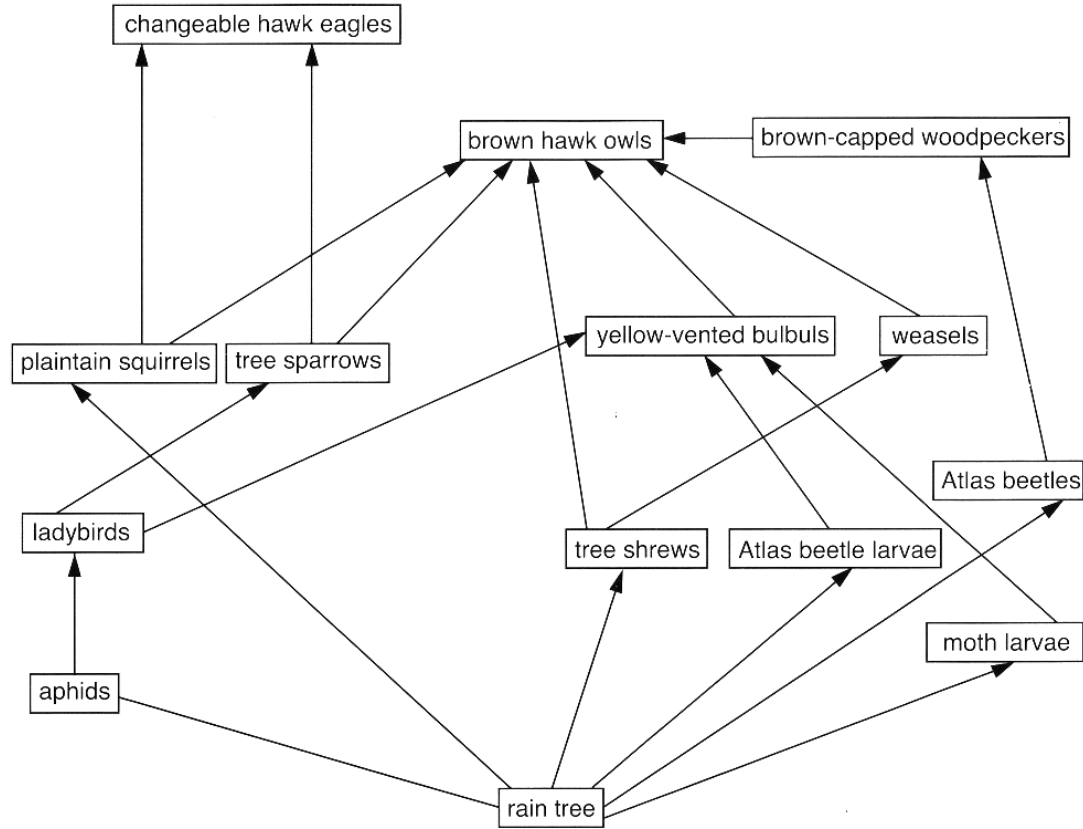 changeable hawk eagles
brown hawk owls
brown-capped woodpeckers
plaintain squirrels
tree sparrows
yellow-vented bulbuls
weasels
Atlas beetles
ladybirds
tree shrews
Atlas beetle larvae
moth larvae
aphids
rain tree